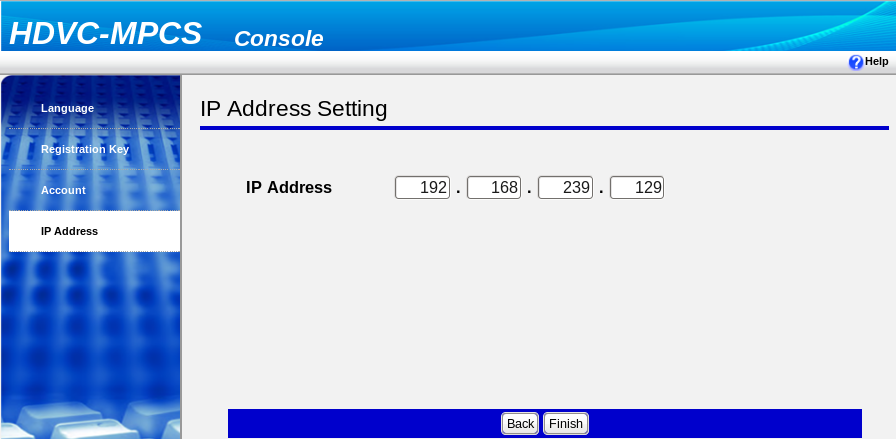 HDVC-MPCS Console
Help
Language
Registration Key
Account
IP Address
IP Address Setting
IP Address 192 . 168 . 239 . 129
Back Finish